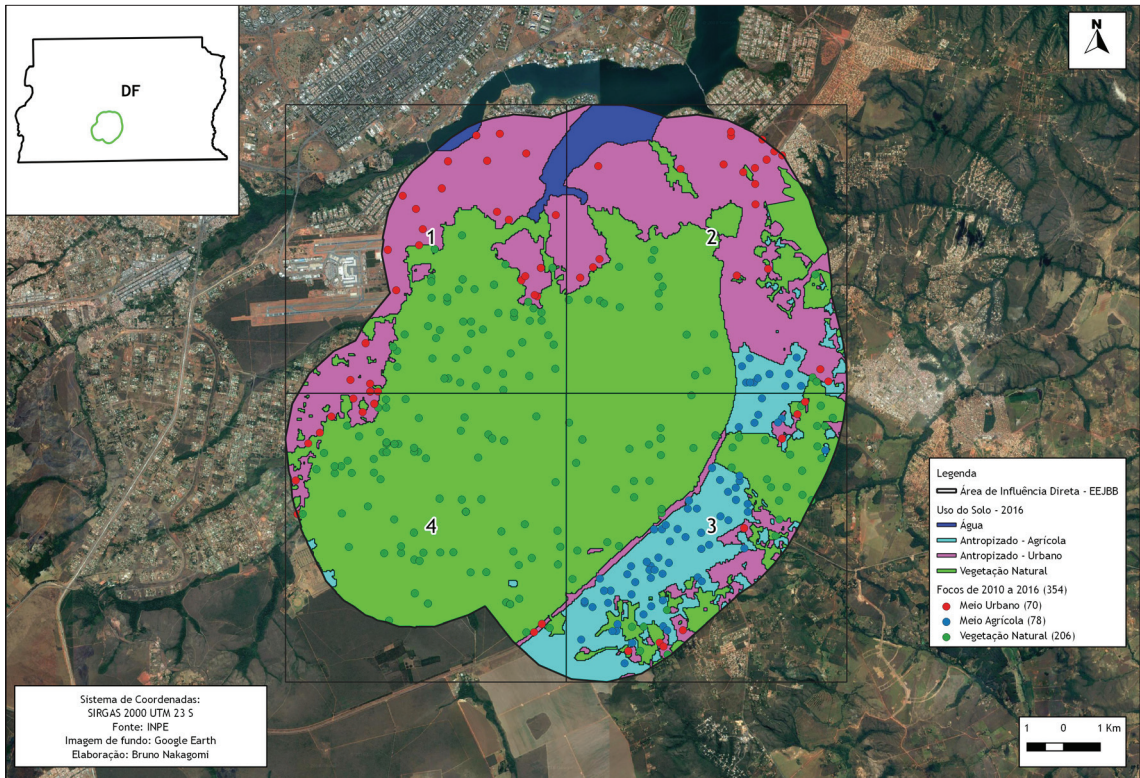 DF
N
1
2
3
4
Legenda
Área de Influência Direta - EEJBB
Uso do Solo - 2016
Água
Antropizado - Agrícola
Antropizado - Urbano
Vegetação Natural
Focos de 2010 a 2016 (354)
Meio Urbano (70)
Meio Agrícola (78)
Vegetação Natural (206)
Sistema de Coordenadas:
SIRGAS 2000 UTM 23 S
Fonte: INPE
Imagem de fundo: Google Earth
Elaboração: Bruno Nakagomi
1 0 1 Km